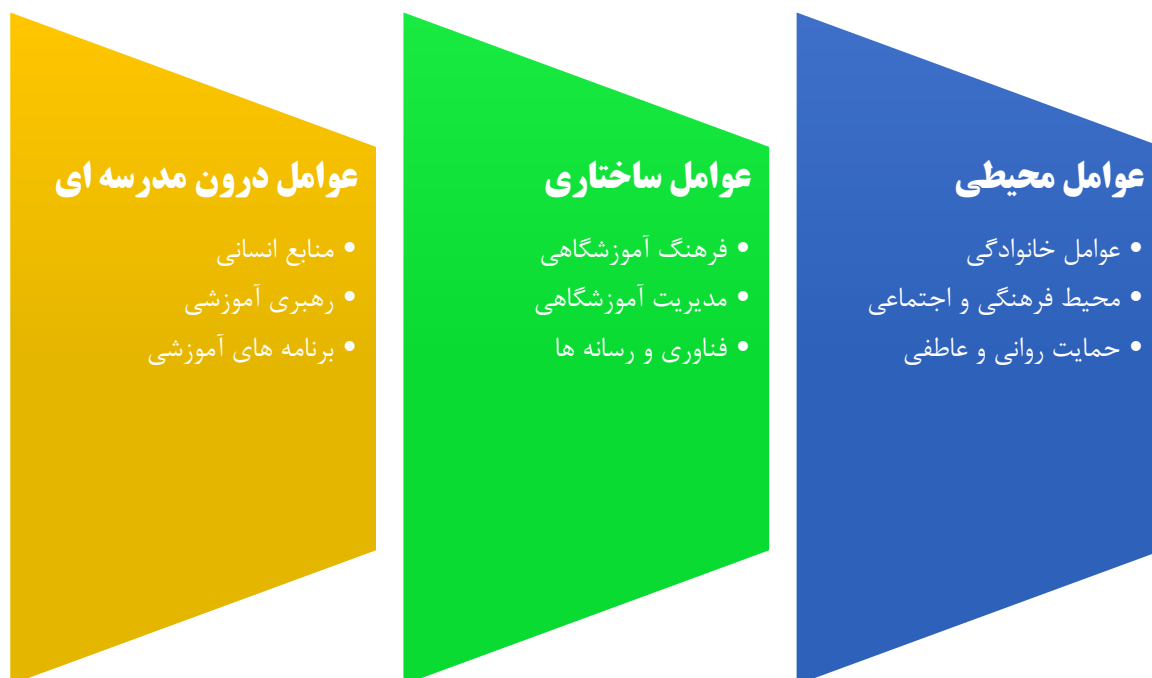 عوامل محیطی
• عوامل خانوادگی
• محیط فرهنگی و اجتماعی
• حمایت روانی و عاطفی
عوامل ساختاری
• فرهنگ آموزشگاهی
• مدیریت آموزشگاهی
• فناوری و رسانه ها
عوامل درون مدرسه ای
• منابع انسانی
• رهبری آموزشی
• برنامه های آموزشی